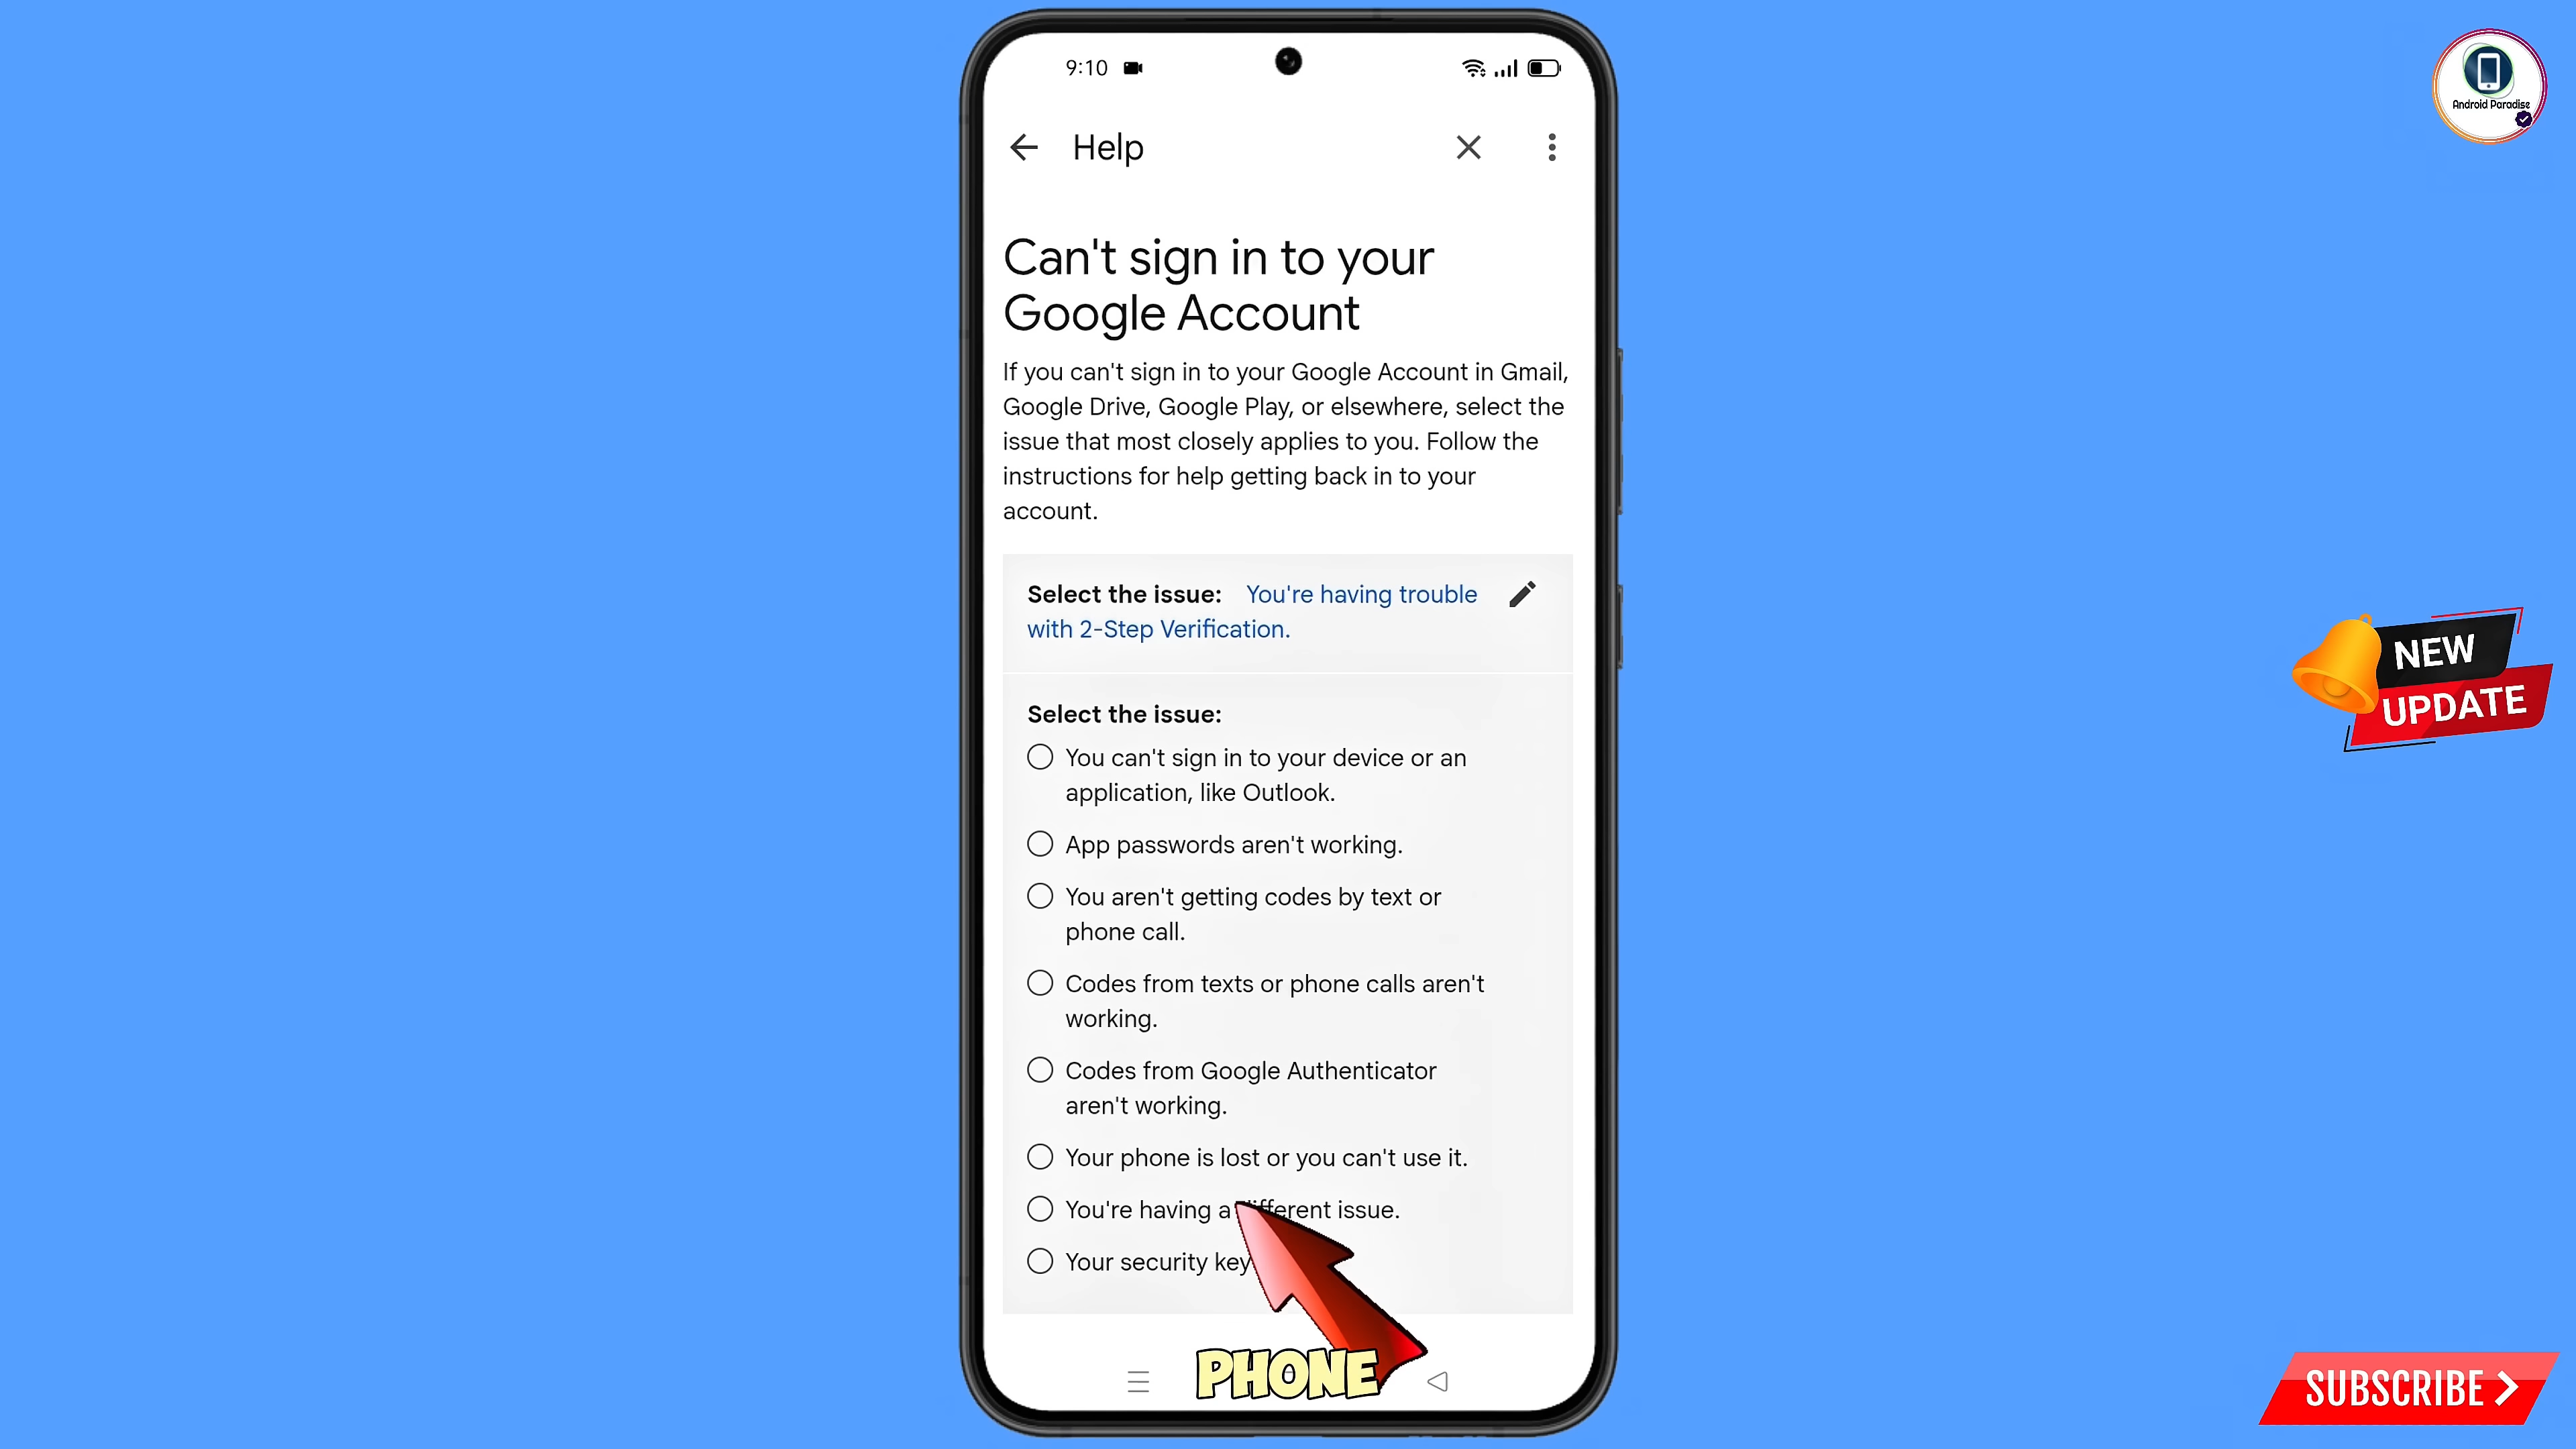 9:10
Help
Can't sign in to your
Google Account
If you can't sign in to your Google Account in Gmail,
Google Drive, Google Play, or elsewhere, select the
issue that most closely applies to you. Follow the
instructions for help getting back in to your
account.
Select the issue: You're having trouble
with 2-Step Verification.
Select the issue:
You can't sign in to your device or an
application, like Outlook.
App passwords aren't working.
You aren't getting codes by text or
phone call.
Codes from texts or phone calls aren't
working.
Codes from Google Authenticator
aren't working.
Your phone is lost or you can't use it.
You're having a different issue.
Your security key
PHONE
Android Paradise
NEW
UPDATE
SUBSCRIBE